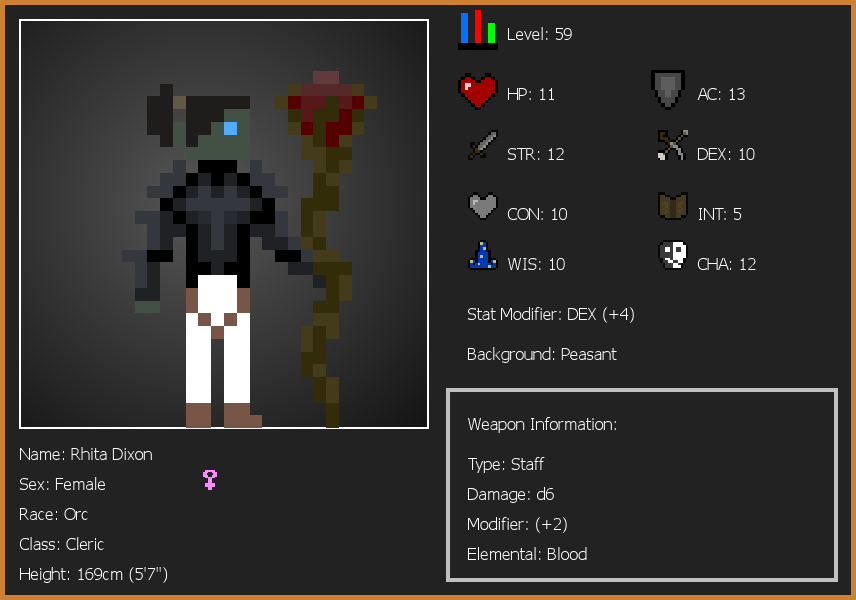 Level: 59
HP: 11
AC: 13
STR: 12
DEX: 10
CON: 10
INT: 5
WIS: 10
CHA: 12
Stat Modifier: DEX (+4)
Background: Peasant
Weapon Information:
Type: Staff
Damage: d6
Modifier: (+2)
Elemental: Blood
Name: Rhita Dixon
Sex: Female
Race: Orc
Class: Cleric
Height: 169cm (5'7")